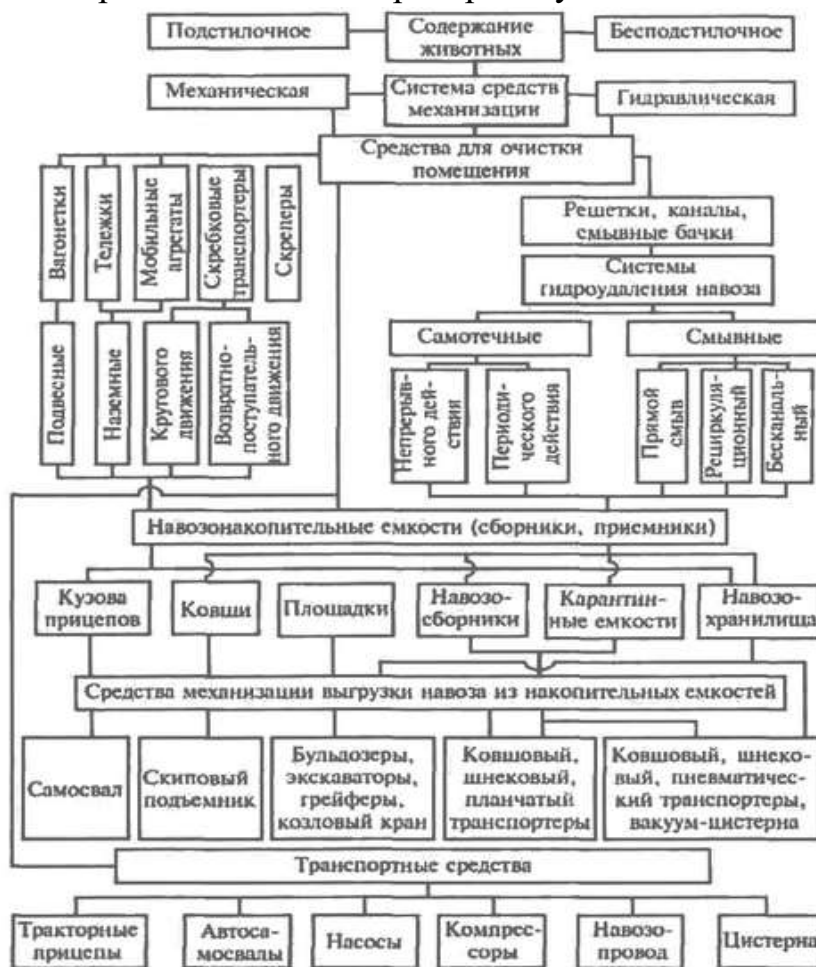 Подстилочное
Содержание
животных
Бесподстилочное
Механическая
Система средств
механизации
Гидравлическая
Средства для очистки
помещения
Вагонетки
Тележки
Мобильные
агрегаты
Скребковые
транспортеры
Скреперы
Решетки, каналы,
смывные бачки
Системы
гидроудаления навоза
Самотечные
Смывные
Подвесные
Наземные
Кругового
движения
Возвратно-
поступатель-
ного движения
Непрерыв-
ного дей-
ствия
Периоди-
ческого
действия
Прямой
смыв
Рециркуля-
ционный
Бесканаль-
ный
Навозонакопительные емкости (сборники, приемники)
Кузова
прицепов
Ковши
Площадки
Навозо-
сборники
Карантин-
ные емкости
Навозо-
хранилища
Средства механизации выгрузки навоза из накопительных емкостей
Самосвал
Скиповый
подъемник
Бульдозеры,
экскаваторы,
грейферы,
козловый кран
Ковшовый,
шнековый,
планчатый
транспортеры
Ковшовый, шнеко-
вый, пневматичес-
кий транспортеры,
вакуум-цистерна
Транспортные средства
Тракторные
прицепы
Автоса-
мосвалы
Насосы
Компрес-
соры
Навозо-
провод
Цистерна